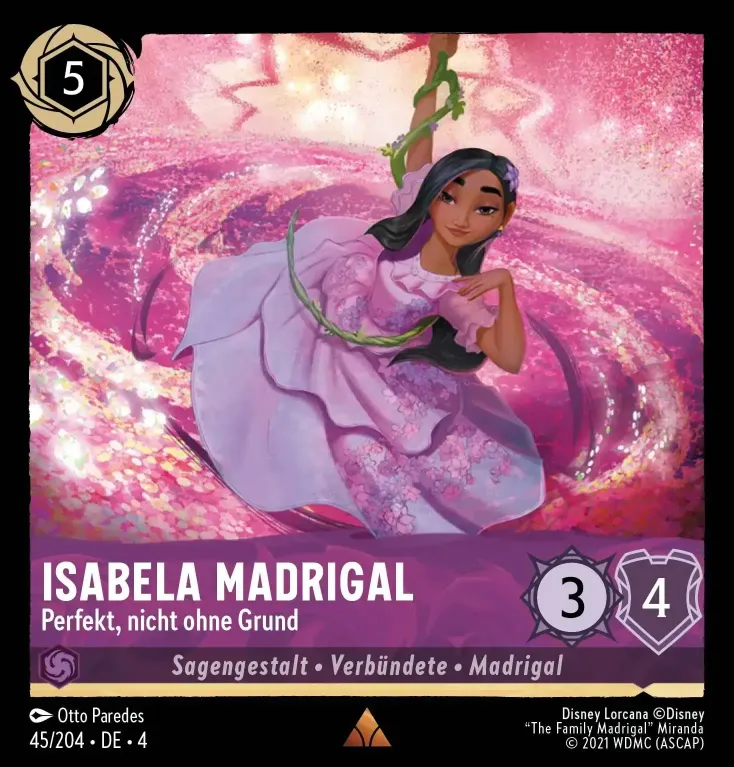 5
ISABELA MADRIGAL
Perfekt, nicht ohne Grund
3
4
Sagengestalt • Verbündete • Madrigal
Otto Paredes
45/204 • DE • 4
Disney Lorcana ©Disney
“The Family Madrigal” Miranda
© 2021 WDMC (ASCAP)